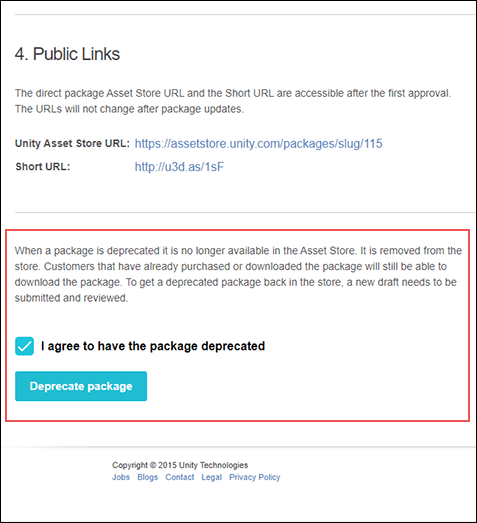 4. Public Links
The direct package Asset Store URL and the Short URL are accessible after the first approval.
The URLs will not change after package updates.
Unity Asset Store URL: https://assetstore.unity.com/packages/slug/115
Short URL: http://u3d.as/1sF
When a package is deprecated it is no longer available in the Asset Store. It is removed from the
store. Customers that have already purchased or downloaded the package will still be able to
download the package. To get a deprecated package back in the store, a new draft needs to be
submitted and reviewed.
I agree to have the package deprecated
Deprecate package
Copyright © 2015 Unity Technologies
Jobs Blogs Contact Legal Privacy Policy